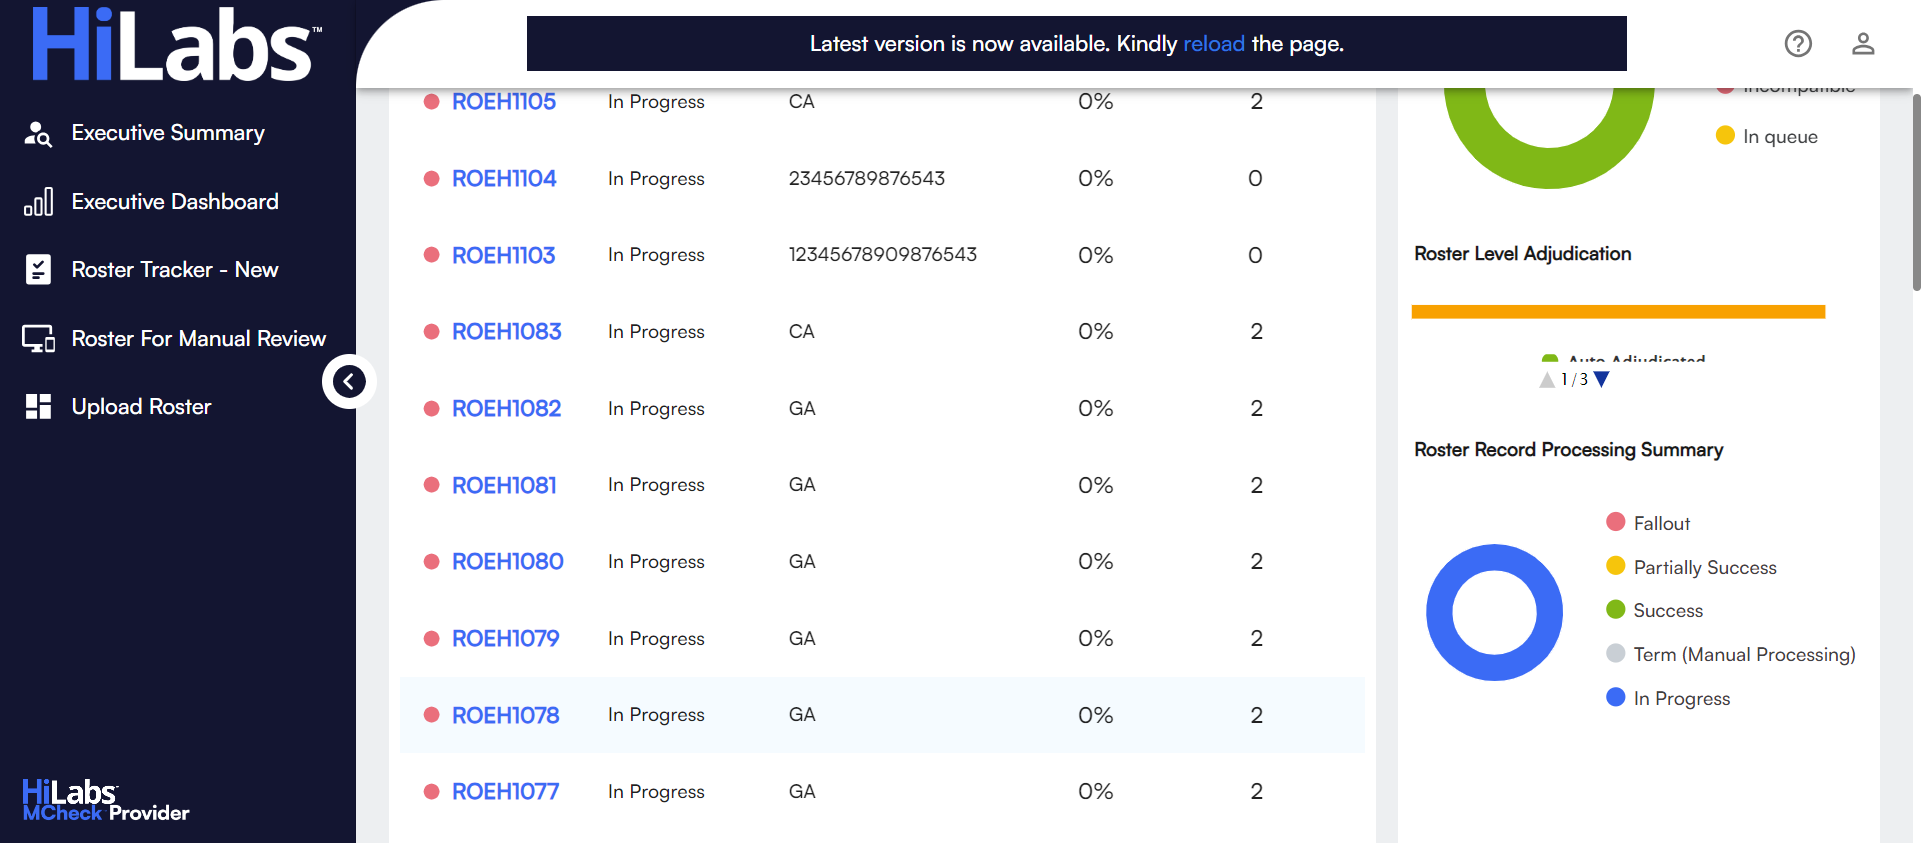 HiLabs™
Executive Summary
Executive Dashboard
Roster Tracker - New
Roster For Manual Review
Upload Roster
HiLabs™
MCheck Provider
Latest version is now available. Kindly reload the page.
ROEH1105 In Progress CA 0% 2
ROEH1104 In Progress 23456789876543 0% 0
ROEH1103 In Progress 12345678909876543 0% 0
ROEH1083 In Progress CA 0% 2
ROEH1082 In Progress GA 0% 2
ROEH1081 In Progress GA 0% 2
ROEH1080 In Progress GA 0% 2
ROEH1079 In Progress GA 0% 2
ROEH1078 In Progress GA 0% 2
ROEH1077 In Progress GA 0% 2
Incompatible
In queue
Roster Level Adjudication
Auto Adjudicated
1/3
Roster Record Processing Summary
Fallout
Partially Success
Success
Term (Manual Processing)
In Progress